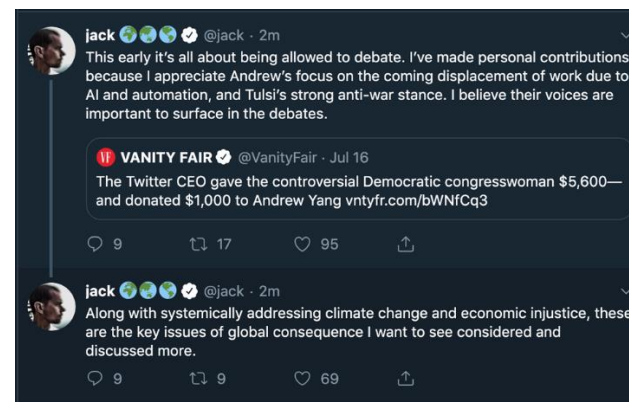 jack 🌍🌎🌏 @jack · 2m
This early it's all about being allowed to debate. I've made personal contributions
because I appreciate Andrew's focus on the coming displacement of work due to
AI and automation, and Tulsi's strong anti-war stance. I believe their voices are
important to surface in the debates.
VF VANITY FAIR @VanityFair · Jul 16
The Twitter CEO gave the controversial Democratic congresswoman $5,600—
and donated $1,000 to Andrew Yang vntyfr.com/bWNfCq3
9 17 95
jack 🌍🌎🌏 @jack · 2m
Along with systemically addressing climate change and economic injustice, these
are the key issues of global consequence I want to see considered and
discussed more.
9 9 69